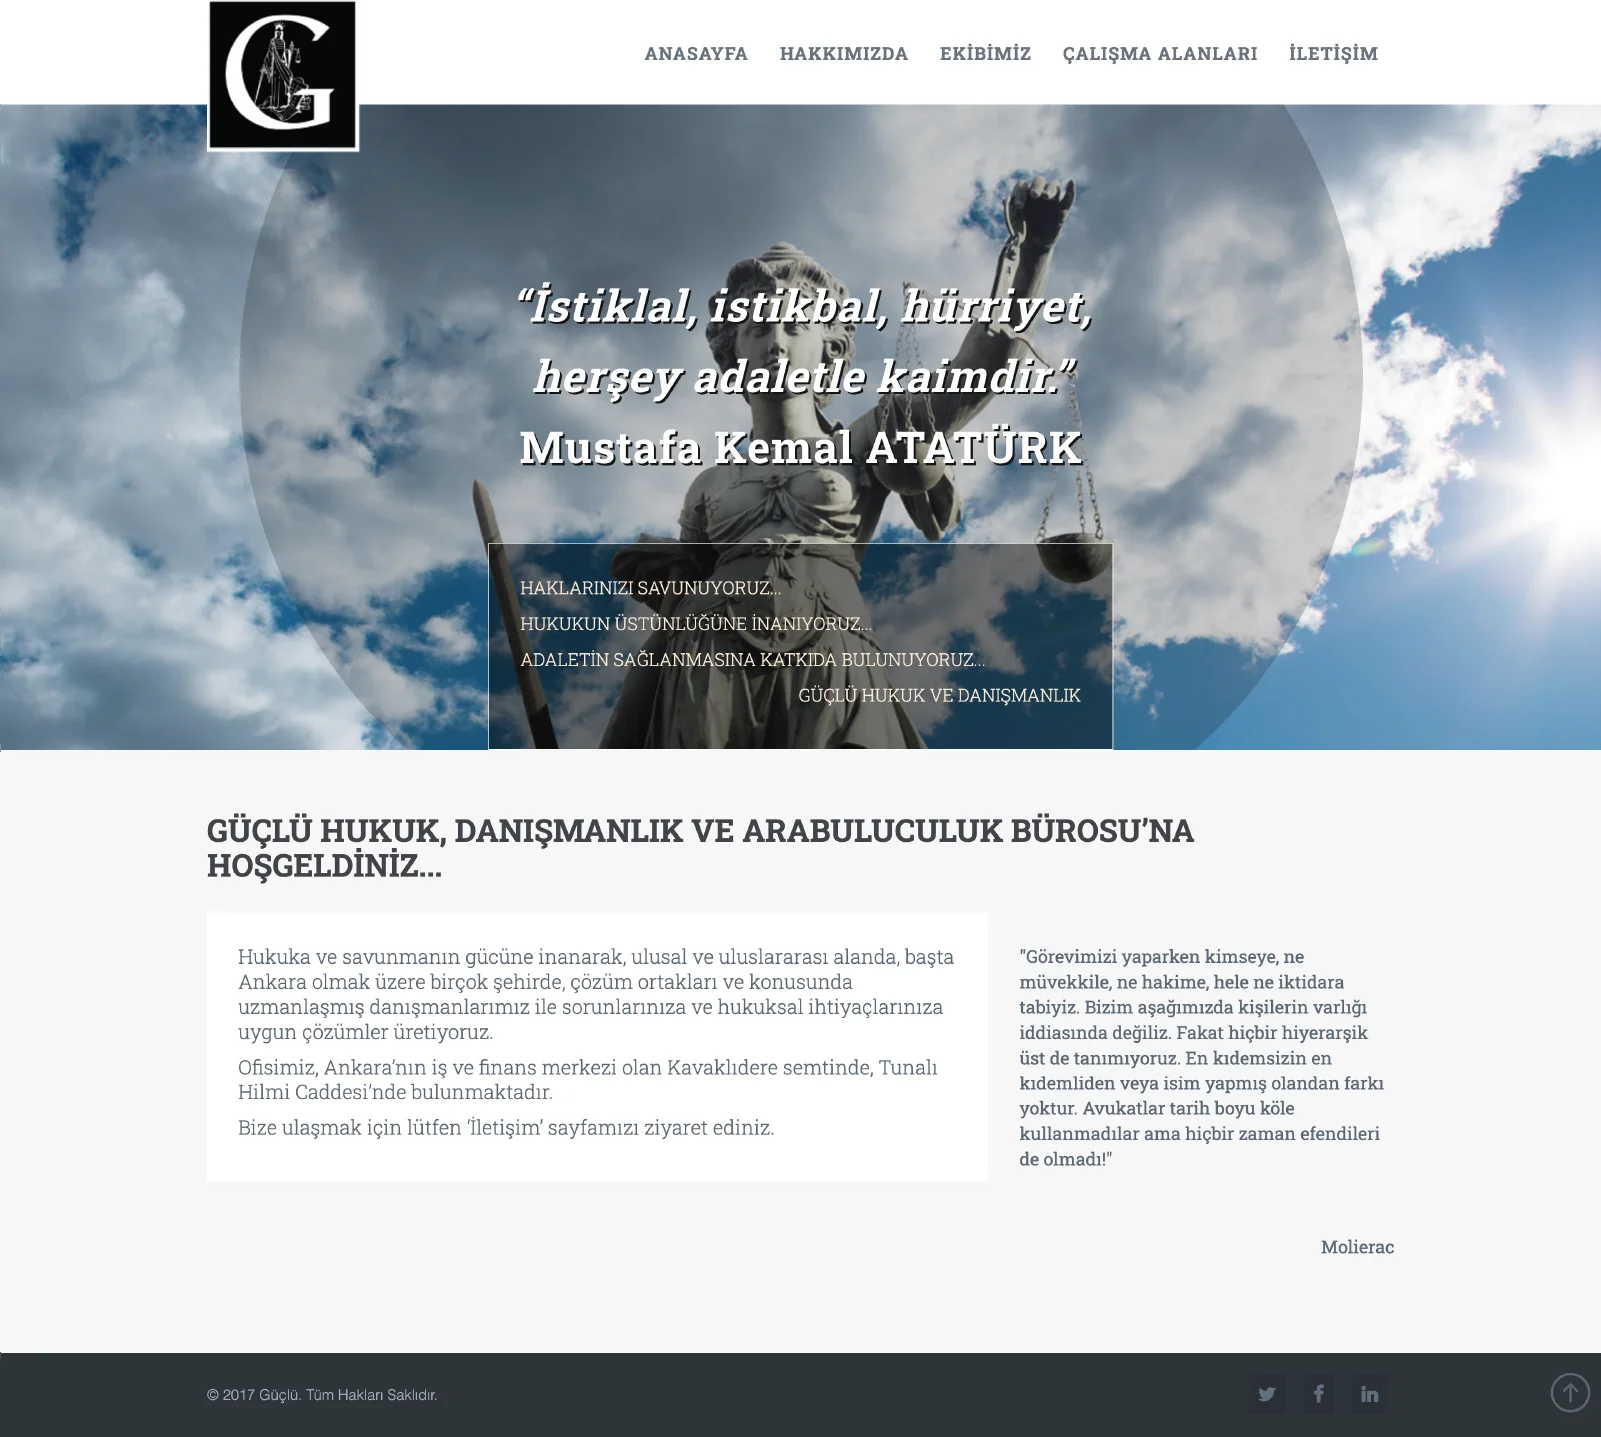 G
ANASAYFA HAKKIMIZDA EKİBİMİZ ÇALIŞMA ALANLARI İLETİŞİM
“İstiklal, istikbal, hürriyet,
herşey adaletle kaimdir.”
Mustafa Kemal ATATÜRK
HAKLARINIZI SAVUNUYORUZ...
HUKUKUN ÜSTÜNLÜĞÜNE İNANIYORUZ...
ADALETİN SAĞLANMASINA KATKIDA BULUNUYORUZ...
GÜÇLÜ HUKUK VE DANIŞMANLIK
GÜÇLÜ HUKUK, DANIŞMANLIK VE ARABULUCULUK BÜROSU’NA
HOŞGELDİNİZ...
Hukuka ve savunmanın gücüne inanarak, ulusal ve uluslararası alanda, başta
Ankara olmak üzere birçok şehirde, çözüm ortakları ve konusunda
uzmanlaşmış danışmanlarımız ile sorunlarınıza ve hukuksal ihtiyaçlarınıza
uygun çözümler üretiyoruz.
Ofisimiz, Ankara’nın iş ve finans merkezi olan Kavaklıdere semtinde, Tunalı
Hilmi Caddesi’nde bulunmaktadır.
Bize ulaşmak için lütfen ‘İletişim’ sayfamızı ziyaret ediniz.
"Görevimizi yaparken kimseye, ne
müvekkile, ne hakime, hele ne iktidara
tabiyiz. Bizim aşağımızda kişilerin varlığı
iddiasında değiliz. Fakat hiçbir hiyerarşik
üst de tanımıyoruz. En kıdemsizin en
kıdemliden veya isim yapmış olandan farkı
yoktur. Avukatlar tarih boyu köle
kullanmadılar ama hiçbir zaman efendileri
de olmadı!"
Molierac
© 2017 Güçlü. Tüm Hakları Saklıdır.